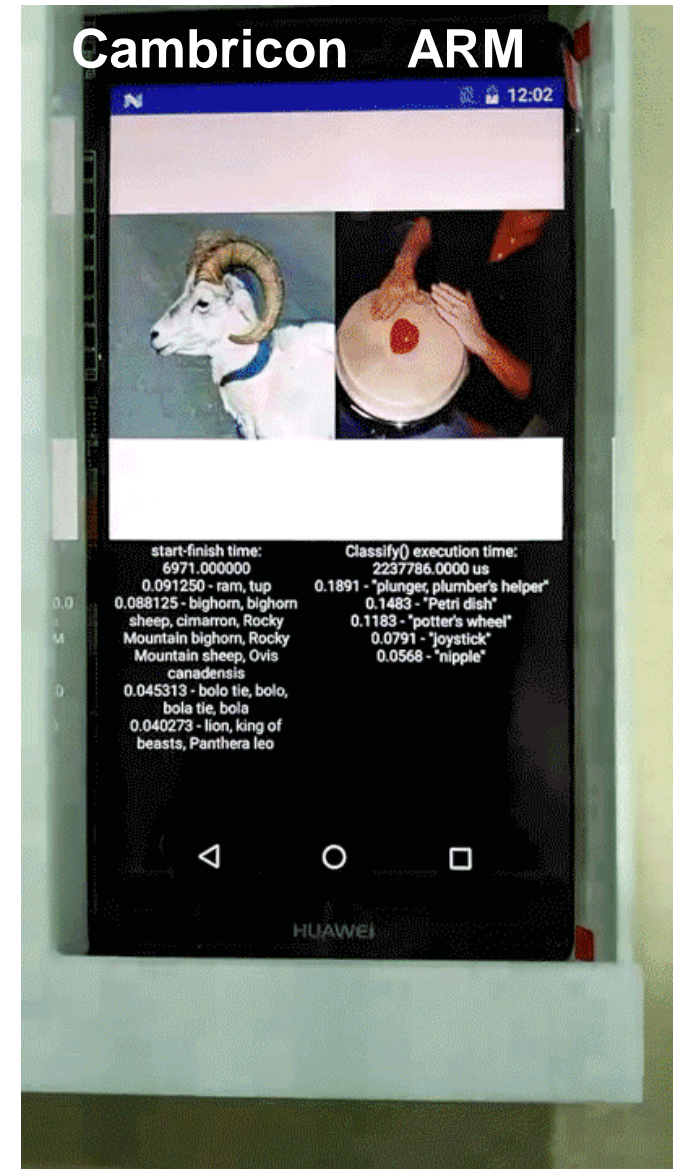 Cambricon ARM
12:02
start-finish time:
6971.000000
0.091250 - ram, tup
0.088125 - bighorn, bighorn
sheep, cimarron, Rocky
Mountain bighorn, Rocky
Mountain sheep, Ovis
canadensis
0.045313 - bolo tie, bolo,
bola tie, bola
0.040273 - lion, king of
beasts, Panthera leo
Classify() execution time:
2237786.0000 us
0.1891 - "plunger, plumber's helper"
0.1483 - "Petri dish"
0.1183 - "potter's wheel"
0.0791 - "joystick"
0.0568 - "nipple"
0.0
M
0
HUAWEI